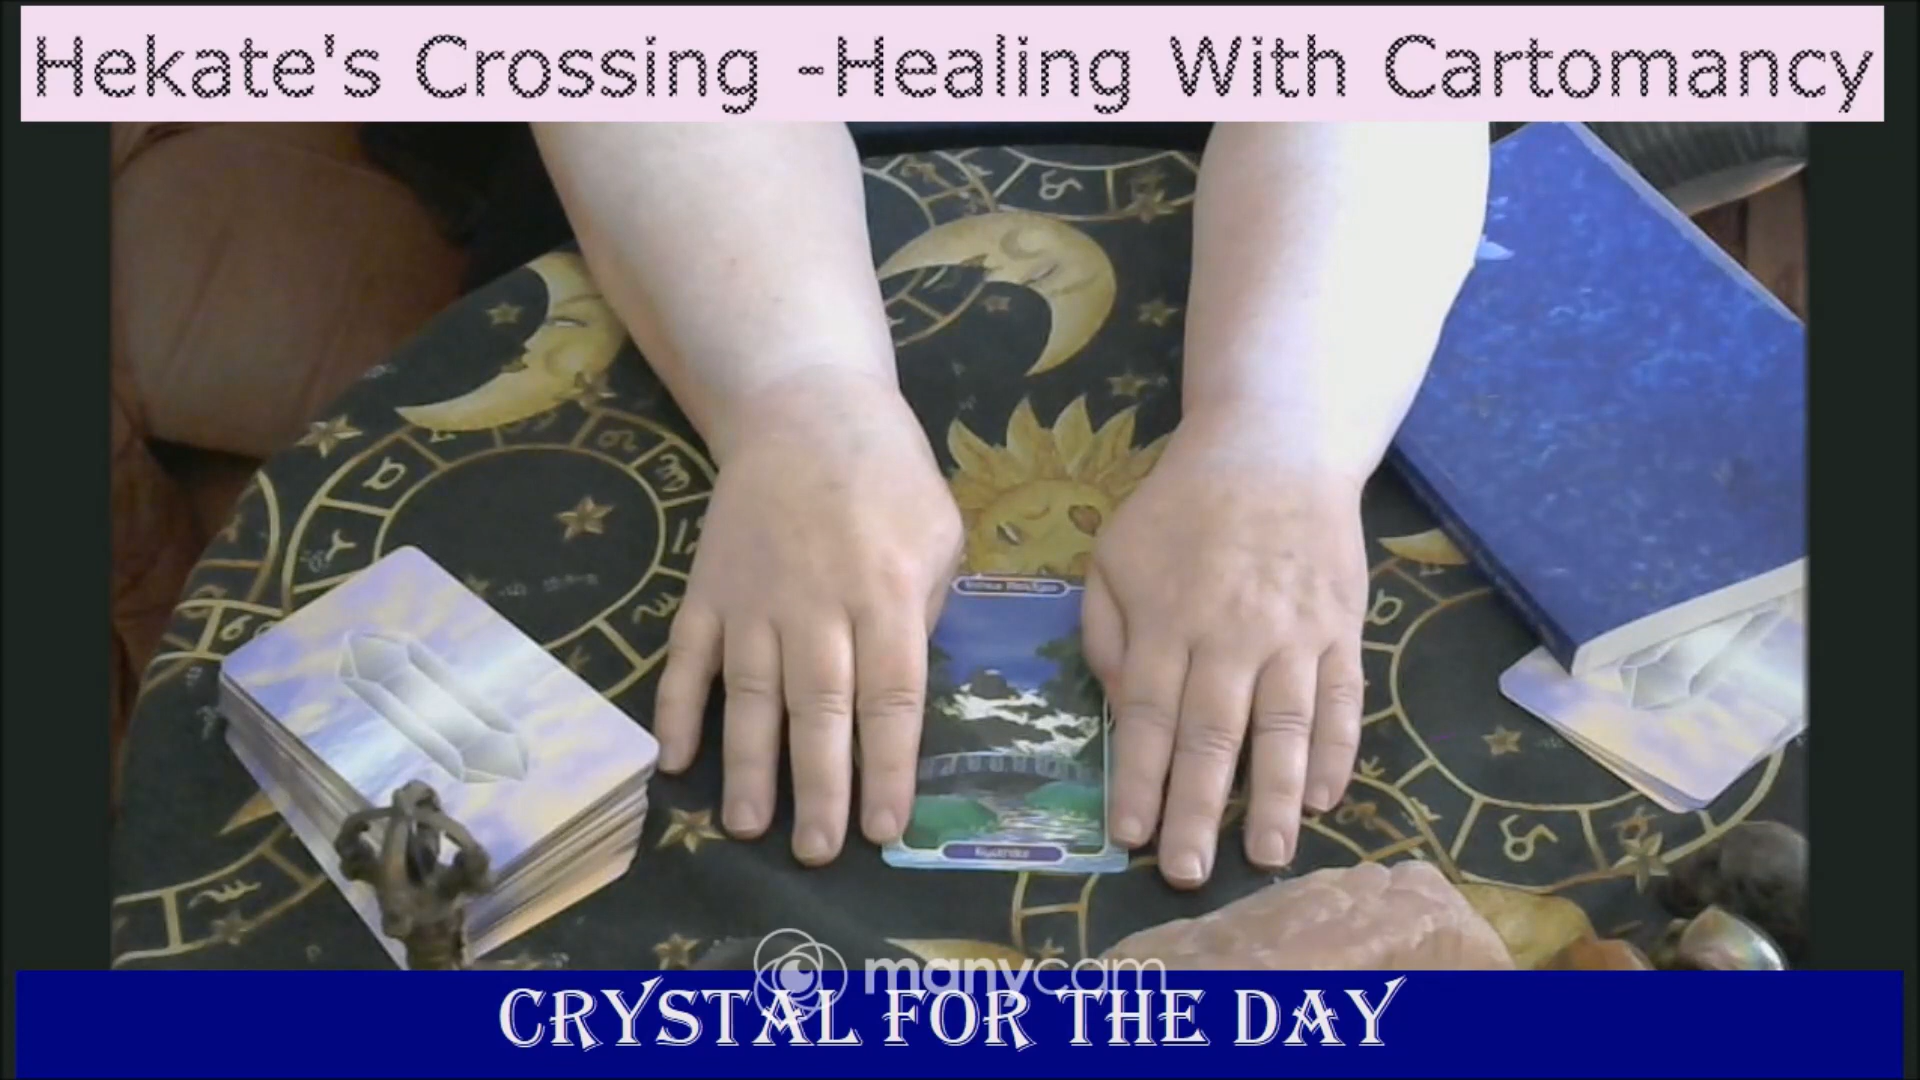 Hekate's Crossing -Healing With Cartomancy
manycam
CRYSTAL FOR THE DAY